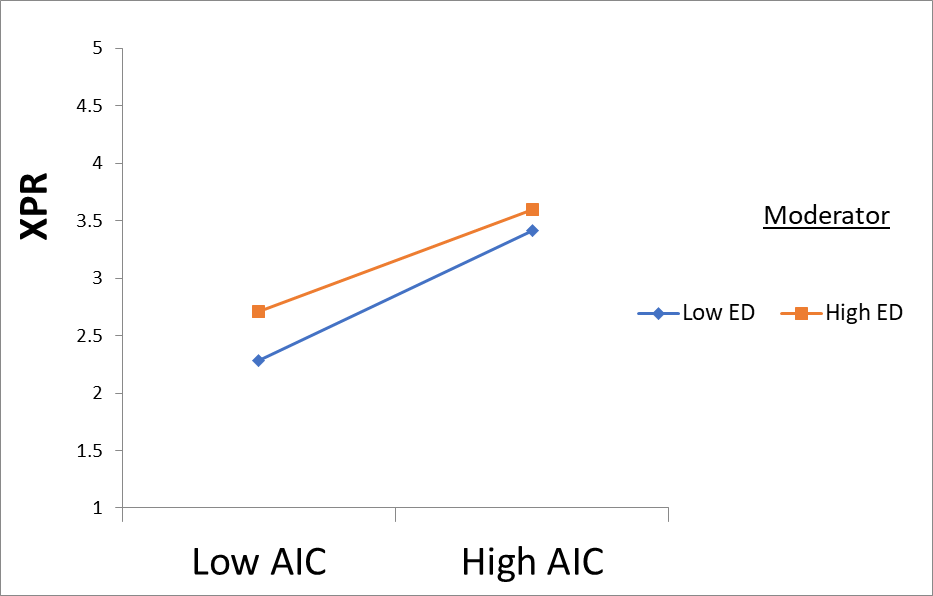 5
4.5
4
3.5
3
2.5
2
1.5
1
XPR
Low AIC
High AIC
Moderator
Low ED
High ED